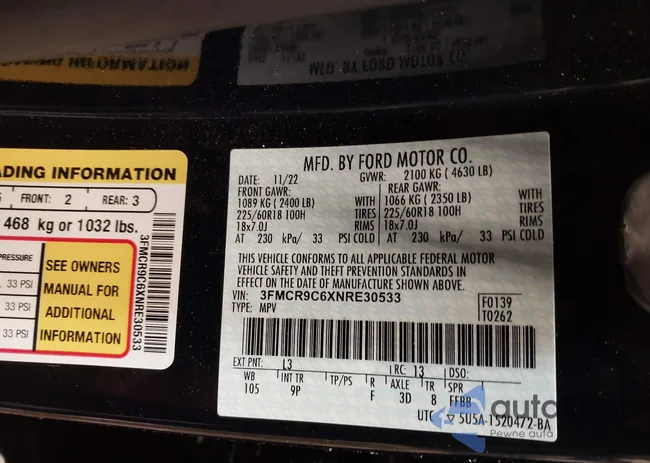 MFD. BY FORD MOTOR CO.
ADING INFORMATION
FRONT: 2 REAR: 3
468 kg or 1032 lbs.
PRESSURE
33 PSI
33 PSI
33 PSI
SEE OWNERS
MANUAL FOR
ADDITIONAL
INFORMATION
3FMCR9C6XNRE30533
MFD. BY FORD MOTOR CO.
DATE: 11/22 GVWR: 2100 KG ( 4630 LB)
FRONT GAWR: REAR GAWR:
1089 KG ( 2400 LB) WITH 1066 KG ( 2350 LB) WITH
225/60R18 100H TIRES 225/60R18 100H TIRES
18x7.0J RIMS 18x7.0J RIMS
AT 230 kPa/ 33 PSI COLD AT 230 kPa/ 33 PSI COLD
THIS VEHICLE CONFORMS TO ALL APPLICABLE FEDERAL MOTOR
VEHICLE SAFETY AND THEFT PREVENTION STANDARDS IN
EFFECT ON THE DATE OF MANUFACTURE SHOWN ABOVE.
VIN: 3FMCR9C6XNRE30533 F0139
TYPE: MPV T0262
EXT PNT: L3 RC: 13 DSO:
WB INT TR TP/PS R AXLE TR SPR
105 9P F 3D 8 FFBB
UTC 5U5A-1520472-BA
Pewne auta